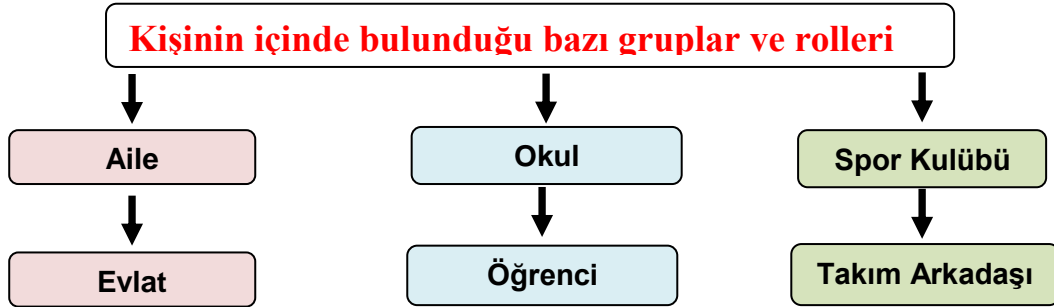 Kişinin içinde bulunduğu bazı gruplar ve rolleri
Aile
Okul
Spor Kulübü
Evlat
Öğrenci
Takım Arkadaşı